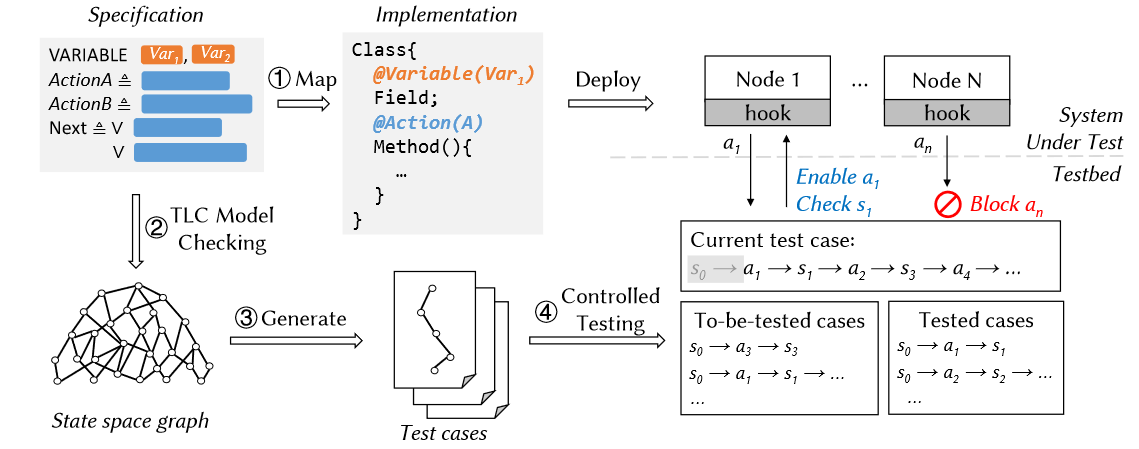 Specification
VARIABLE Var1, Var2
ActionA ≜
ActionB ≜
Next ≜ V
V
① Map
Implementation
Class{
@Variable(Var1)
Field;
@Action(A)
Method(){
…
}
}
Deploy
Node 1
...
Node N
hook
hook
System
Under Test
a1
an
Testbed
Enable a1
Check s1
Block an
② TLC Model
Checking
State space graph
③ Generate
Test cases
④ Controlled
Testing
Current test case:
s0 → a1 → s1 → a2 → s3 → a4 → ...
To-be-tested cases
s0 → a3 → s3
s0 → a1 → s1 → ...
...
Tested cases
s0 → a1 → s1
s0 → a2 → s2 → ...
...